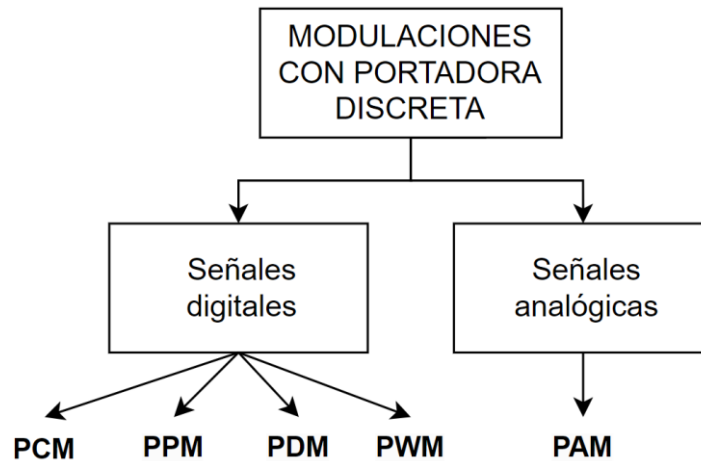 MODULACIONES
CON PORTADORA
DISCRETA
Señales
digitales
Señales
analógicas
PCM
PPM
PDM
PWM
PAM